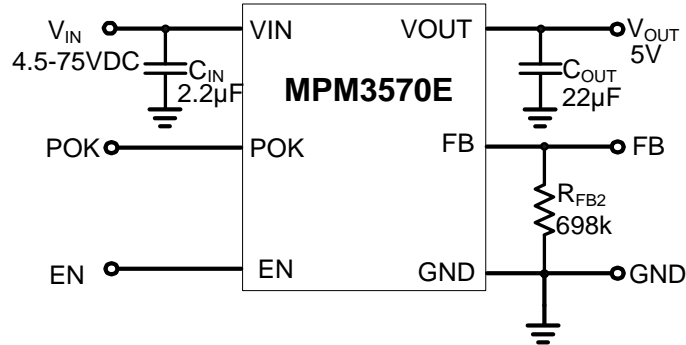 VIN
4.5-75VDC
CIN
2.2µF
VIN
VOUT
VOUT
5V
COUT
22µF
MPM3570E
POK
POK
FB
FB
RFB2
698k
EN
EN
GND
GND